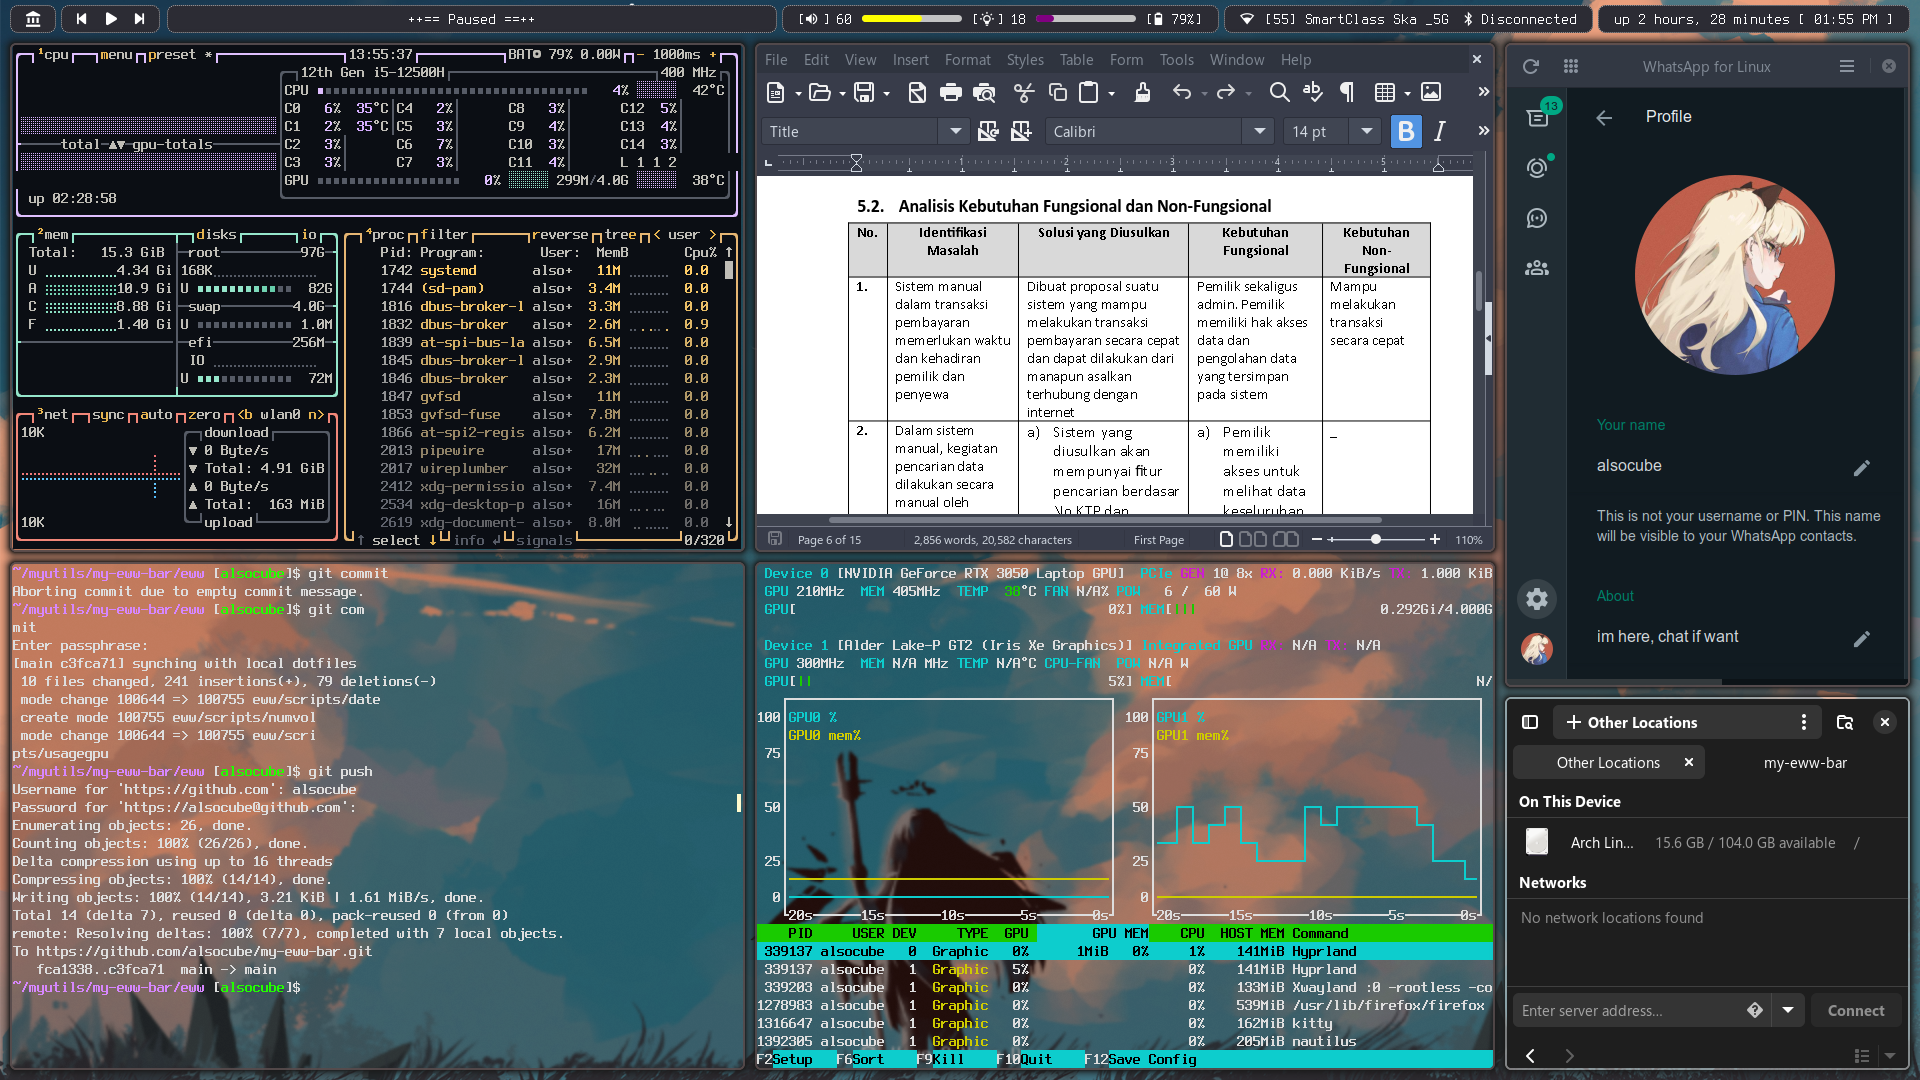 ++== Paused ==++
60
18
79%
[55] SmartClass Ska _5G
Disconnected
up 2 hours, 28 minutes [ 01:55 PM ]
¹cpu menu preset * 13:55:37 BAT 79% 0.00W - 1000ms +
12th Gen i5-12500H 400 MHz
CPU 4% 42°C
C0 6% 35°C C4 2% C8 3% C12 5%
C1 2% 35°C C5 3% C9 4% C13 4%
total ▲▼ gpu-totals
C2 3% C6 7% C10 3% C14 3%
C3 3% C7 3% C11 4% L 1 1 2
GPU 0% 299M/4.0G 38°C
up 02:28:58
²mem disks io
Total: 15.3 GiB root 97G
U 4.34 Gi 168K
A 10.9 Gi U 82G
C 8.88 Gi swap 4.0G
F 1.40 Gi U 1.0M
efi 256M
IO
U 72M
³net sync auto zero <b wlan0 n>
10K download
▼ 0 Byte/s
▼ Total: 4.91 GiB
▲ 0 Byte/s
▲ Total: 163 MiB
10K upload
⁴proc filter reverse tree < user >
Pid: Program: User: MemB Cpu% ↑
1742 systemd also+ 11M 0.0
1744 (sd-pam) also+ 3.4M 0.0
1816 dbus-broker-l also+ 3.3M 0.0
1832 dbus-broker also+ 2.6M 0.9
1839 at-spi-bus-la also+ 6.5M 0.0
1845 dbus-broker-l also+ 2.9M 0.0
1846 dbus-broker also+ 2.3M 0.0
1847 gvfsd also+ 11M 0.0
1853 gvfsd-fuse also+ 7.8M 0.0
1866 at-spi2-regis also+ 6.2M 0.0
2013 pipewire also+ 17M 0.0
2017 wireplumber also+ 32M 0.0
2412 xdg-permissio also+ 7.4M 0.0
2534 xdg-desktop-p also+ 16M 0.0
2619 xdg-document- also+ 8.0M 0.0 ↓
↑ select ↓ info ↲ signals 0/320
File Edit View Insert Format Styles Table Form Tools Window Help
Title Calibri 14 pt B I
1 2 3 4 5
5.2. Analisis Kebutuhan Fungsional dan Non-Fungsional
No. Identifikasi Masalah Solusi yang Diusulkan Kebutuhan Fungsional Kebutuhan Non-Fungsional
1. Sistem manual dalam transaksi pembayaran memerlukan waktu dan kehadiran pemilik dan penyewa
Dibuat proposal suatu sistem yang mampu melakukan transaksi pembayaran secara cepat dan dapat dilakukan dari manapun asalkan terhubung dengan internet
Pemilik sekaligus admin. Pemilik memiliki hak akses data dan pengolahan data yang tersimpan pada sistem
Mampu melakukan transaksi secara cepat
2. Dalam sistem manual, kegiatan pencarian data dilakukan secara manual oleh
a) Sistem yang diusulkan akan mempunyai fitur pencarian berdasar No KTP dan
a) Pemilik memiliki akses untuk melihat data keseluruhan
_
Page 6 of 15 2,856 words, 20,582 characters First Page 110%
WhatsApp for Linux
13
Profile
Your name
alsocube
This is not your username or PIN. This name
will be visible to your WhatsApp contacts.
About
im here, chat if want
~/myutils/my-eww-bar/eww [alsocube]$ git commit
Aborting commit due to empty commit message.
~/myutils/my-eww-bar/eww [alsocube]$ git com
mit
Enter passphrase:
[main c3fca71] synching with local dotfiles
10 files changed, 241 insertions(+), 79 deletions(-)
mode change 100644 => 100755 eww/scripts/date
create mode 100755 eww/scripts/numvol
mode change 100644 => 100755 eww/scri
pts/usagegpu
~/myutils/my-eww-bar/eww [alsocube]$ git push
Username for 'https://github.com': alsocube
Password for 'https://alsocube@github.com':
Enumerating objects: 26, done.
Counting objects: 100% (26/26), done.
Delta compression using up to 16 threads
Compressing objects: 100% (14/14), done.
Writing objects: 100% (14/14), 3.21 KiB | 1.61 MiB/s, done.
Total 14 (delta 7), reused 0 (delta 0), pack-reused 0 (from 0)
remote: Resolving deltas: 100% (7/7), completed with 7 local objects.
To https://github.com/alsocube/my-eww-bar.git
fca1338..c3fca71 main -> main
~/myutils/my-eww-bar/eww [alsocube]$
Device 0 [NVIDIA GeForce RTX 3050 Laptop GPU] PCIe GEN 1@ 8x RX: 0.000 KiB/s TX: 1.000 KiB
GPU 210MHz MEM 405MHz TEMP 38°C FAN N/A% POW 6 / 60 W
GPU[ 0%] MEM[||| 0.292Gi/4.000G
Device 1 [Alder Lake-P GT2 (Iris Xe Graphics)] Integrated GPU RX: N/A TX: N/A
GPU 300MHz MEM N/A MHz TEMP N/A°C CPU-FAN POW N/A W
GPU[|| 5%] MEM[ N/
100 GPU0 % 100 GPU1 %
GPU0 mem% GPU1 mem%
75 75
50 50
25 25
0 0
20s 15s 10s 5s 0s 20s 15s 10s 5s 0s
PID USER DEV TYPE GPU GPU MEM CPU HOST MEM Command
339137 alsocube 0 Graphic 0% 1MiB 0% 1% 141MiB Hyprland
339137 alsocube 1 Graphic 5% 0% 141MiB Hyprland
339203 alsocube 1 Graphic 0% 0% 133MiB Xwayland :0 -rootless -co
1278983 alsocube 1 Graphic 0% 0% 539MiB /usr/lib/firefox/firefox
1316647 alsocube 1 Graphic 0% 0% 162MiB kitty
1392305 alsocube 1 Graphic 0% 0% 205MiB nautilus
F2Setup F6Sort F9Kill F10Quit F12Save Config
Other Locations
Other Locations my-eww-bar
On This Device
Arch Lin... 15.6 GB / 104.0 GB available /
Networks
No network locations found
Enter server address... Connect